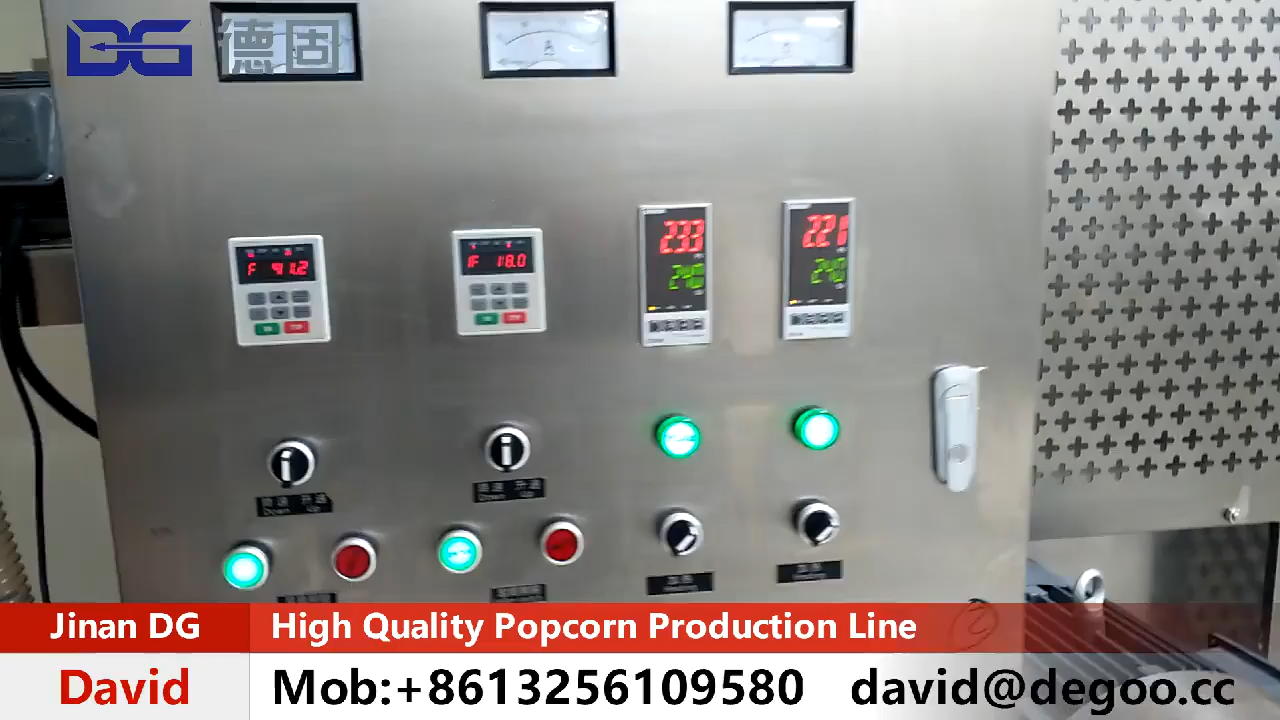 DG 德固
A
F 41.2
F 18.0
233
240
221
240
Down Up
Down Up
Jinan DG
High Quality Popcorn Production Line
David
Mob:+8613256109580
david@degoo.cc